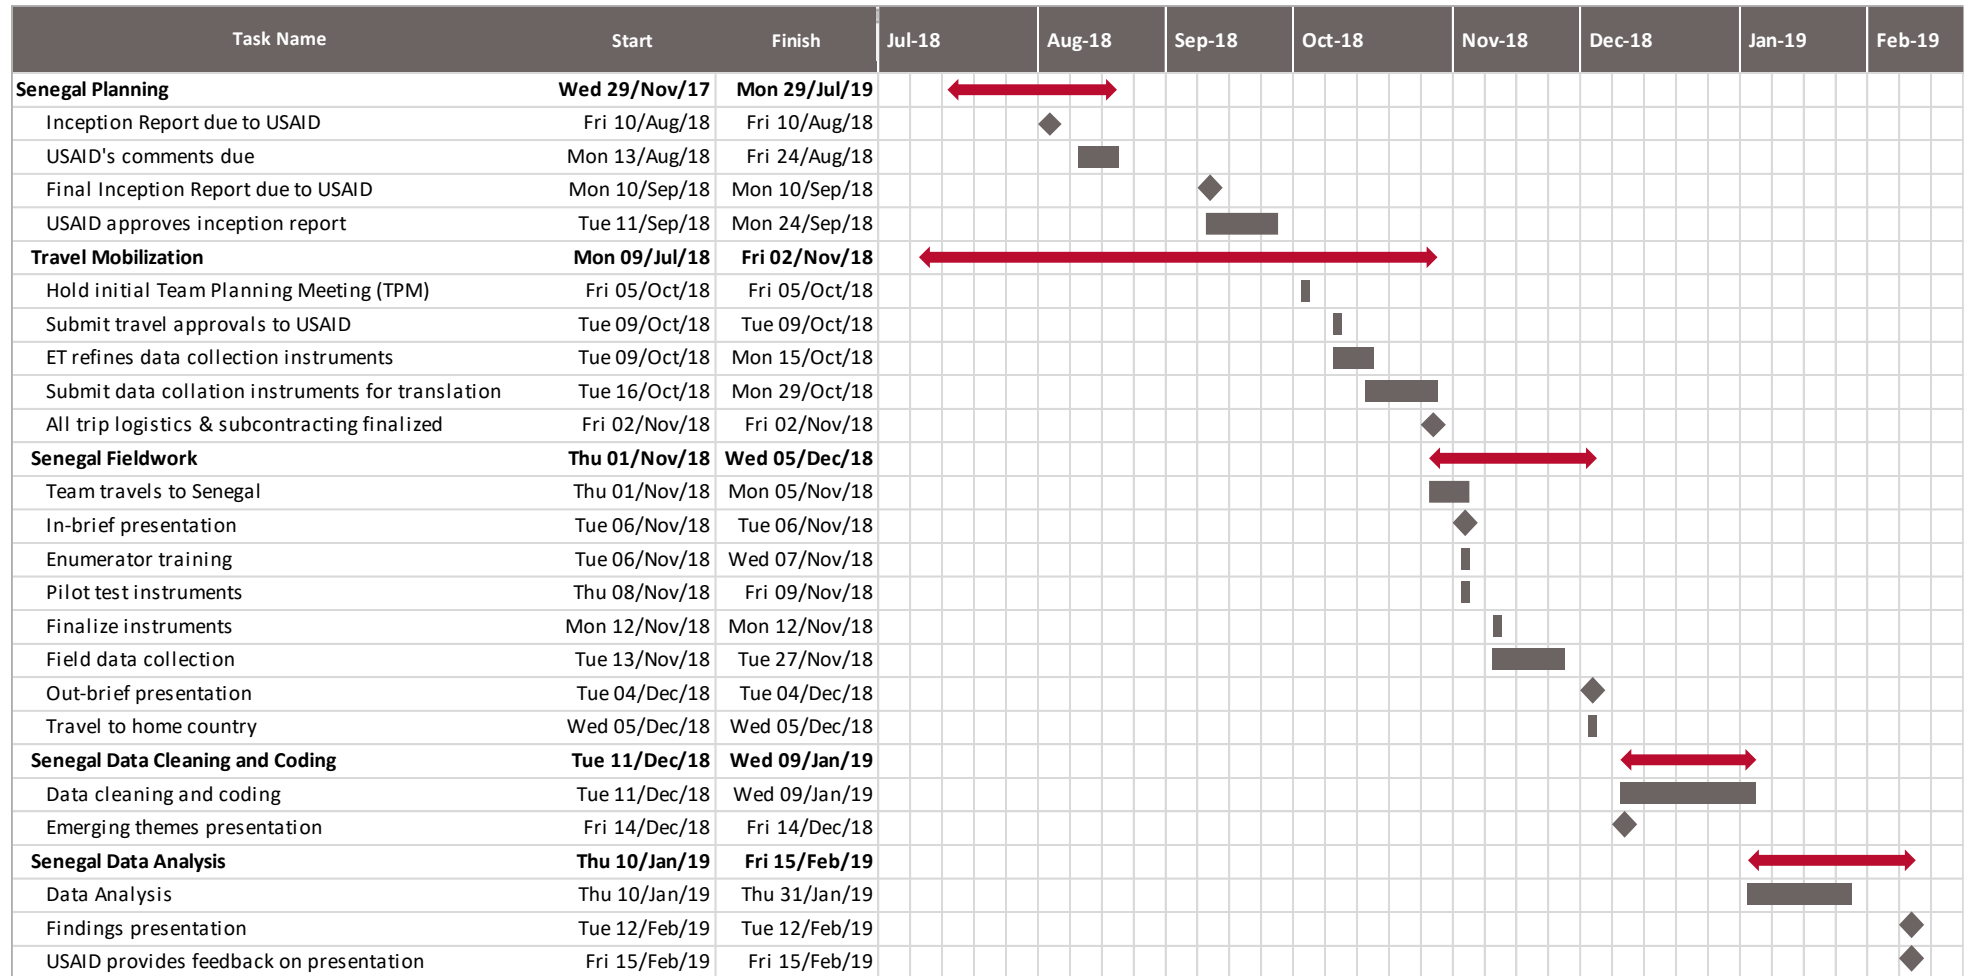 Task Name Start Finish Jul-18 Aug-18 Sep-18 Oct-18 Nov-18 Dec-18 Jan-19 Feb-19
Senegal Planning Wed 29/Nov/17 Mon 29/Jul/19
Inception Report due to USAID Fri 10/Aug/18 Fri 10/Aug/18
USAID's comments due Mon 13/Aug/18 Fri 24/Aug/18
Final Inception Report due to USAID Mon 10/Sep/18 Mon 10/Sep/18
USAID approves inception report Tue 11/Sep/18 Mon 24/Sep/18
Travel Mobilization Mon 09/Jul/18 Fri 02/Nov/18
Hold initial Team Planning Meeting (TPM) Fri 05/Oct/18 Fri 05/Oct/18
Submit travel approvals to USAID Tue 09/Oct/18 Tue 09/Oct/18
ET refines data collection instruments Tue 09/Oct/18 Mon 15/Oct/18
Submit data collation instruments for translation Tue 16/Oct/18 Mon 29/Oct/18
All trip logistics & subcontracting finalized Fri 02/Nov/18 Fri 02/Nov/18
Senegal Fieldwork Thu 01/Nov/18 Wed 05/Dec/18
Team travels to Senegal Thu 01/Nov/18 Mon 05/Nov/18
In-brief presentation Tue 06/Nov/18 Tue 06/Nov/18
Enumerator training Tue 06/Nov/18 Wed 07/Nov/18
Pilot test instruments Thu 08/Nov/18 Fri 09/Nov/18
Finalize instruments Mon 12/Nov/18 Mon 12/Nov/18
Field data collection Tue 13/Nov/18 Tue 27/Nov/18
Out-brief presentation Tue 04/Dec/18 Tue 04/Dec/18
Travel to home country Wed 05/Dec/18 Wed 05/Dec/18
Senegal Data Cleaning and Coding Tue 11/Dec/18 Wed 09/Jan/19
Data cleaning and coding Tue 11/Dec/18 Wed 09/Jan/19
Emerging themes presentation Fri 14/Dec/18 Fri 14/Dec/18
Senegal Data Analysis Thu 10/Jan/19 Fri 15/Feb/19
Data Analysis Thu 10/Jan/19 Thu 31/Jan/19
Findings presentation Tue 12/Feb/19 Tue 12/Feb/19
USAID provides feedback on presentation Fri 15/Feb/19 Fri 15/Feb/19